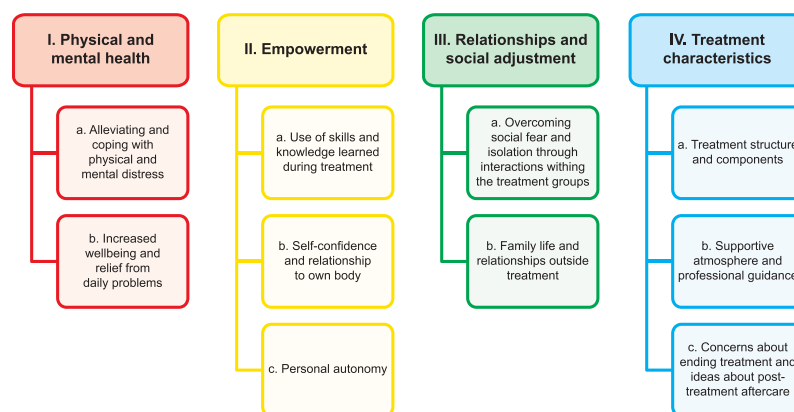 I. Physical and
mental health
a. Alleviating and
coping with
physical and
mental distress
b. Increased
wellbeing and
relief from
daily problems
II. Empowerment
a. Use of skills and
knowledge learned
during treatment
b. Self-confidence
and relationship
to own body
c. Personal autonomy
III. Relationships and
social adjustment
a. Overcoming
social fear and
isolation through
interactions withing
the treatment groups
b. Family life and
relationships outside
treatment
IV. Treatment
characteristics
a. Treatment structure
and components
b. Supportive
atmosphere and
professional guidance
c. Concerns about
ending treatment and
ideas about post-
treatment aftercare